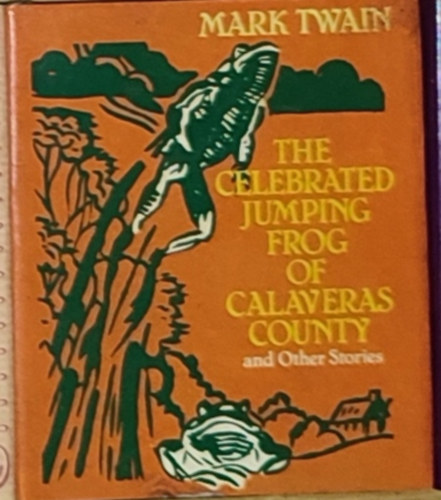 MARK TWAIN
THE
CELEBRATED
JUMPING
FROG
OF
CALAVERAS
COUNTY
and Other Stories